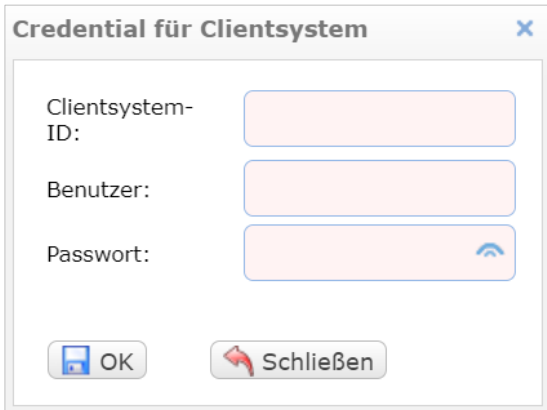 Credential für Clientsystem
Clientsystem-
ID:
Benutzer:
Passwort:
OK
Schließen